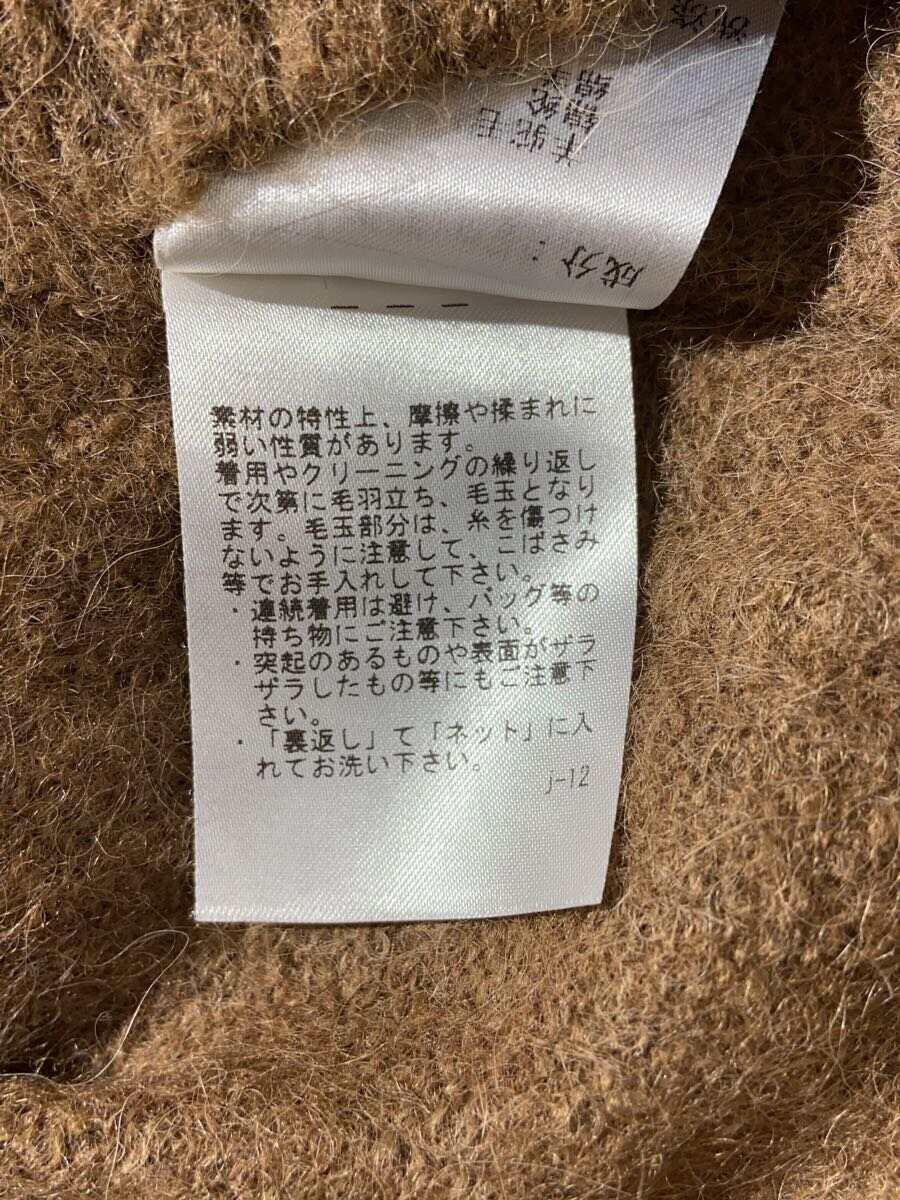 成分：
羊驼毛
素材の特性上、摩擦や揉まれに
弱い性質があります。
着用やクリーニングの繰り返し
で次第に毛羽立ち、毛玉となり
ます。毛玉部分は、糸を傷つけ
ないように注意して、こばさみ
等でお手入れして下さい。
・連続着用は避け、バッグ等の
持ち物にご注意下さい。
・突起のあるものや表面がザラ
ザラしたもの等にもご注意下
さい。
・「裏返し」て「ネット」に入
れてお洗い下さい。
J-12